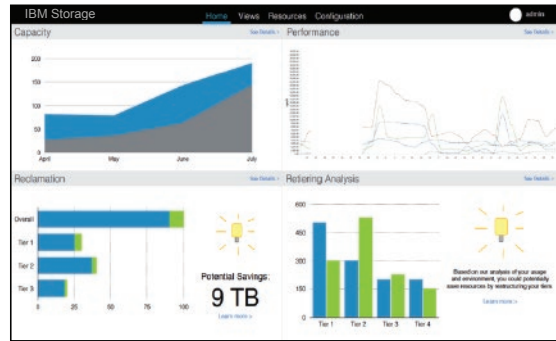 IBM Storage
Home Views Resources Configuration
admin
Capacity
See Details >
200
150
100
50
0
April May June July
Performance
See Details >
Reclamation
See Details >
Overall
Tier 1
Tier 2
Tier 3
0 25 50 75 100
Potential Savings:
9 TB
Learn more >
Retiering Analysis
See Details >
600
450
300
150
0
Tier 1 Tier 2 Tier 3 Tier 4
Based on our analysis of your usage
and environment, you could potentially
save resources by restructuring your tiers
Learn more >